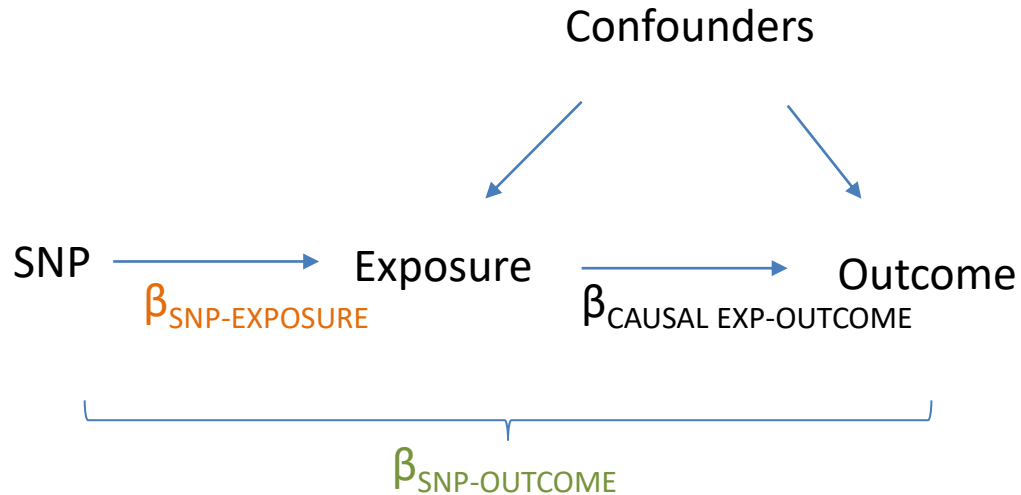 Confounders
SNP
Exposure
Outcome
βSNP-EXPOSURE
βCAUSAL EXP-OUTCOME
βSNP-OUTCOME